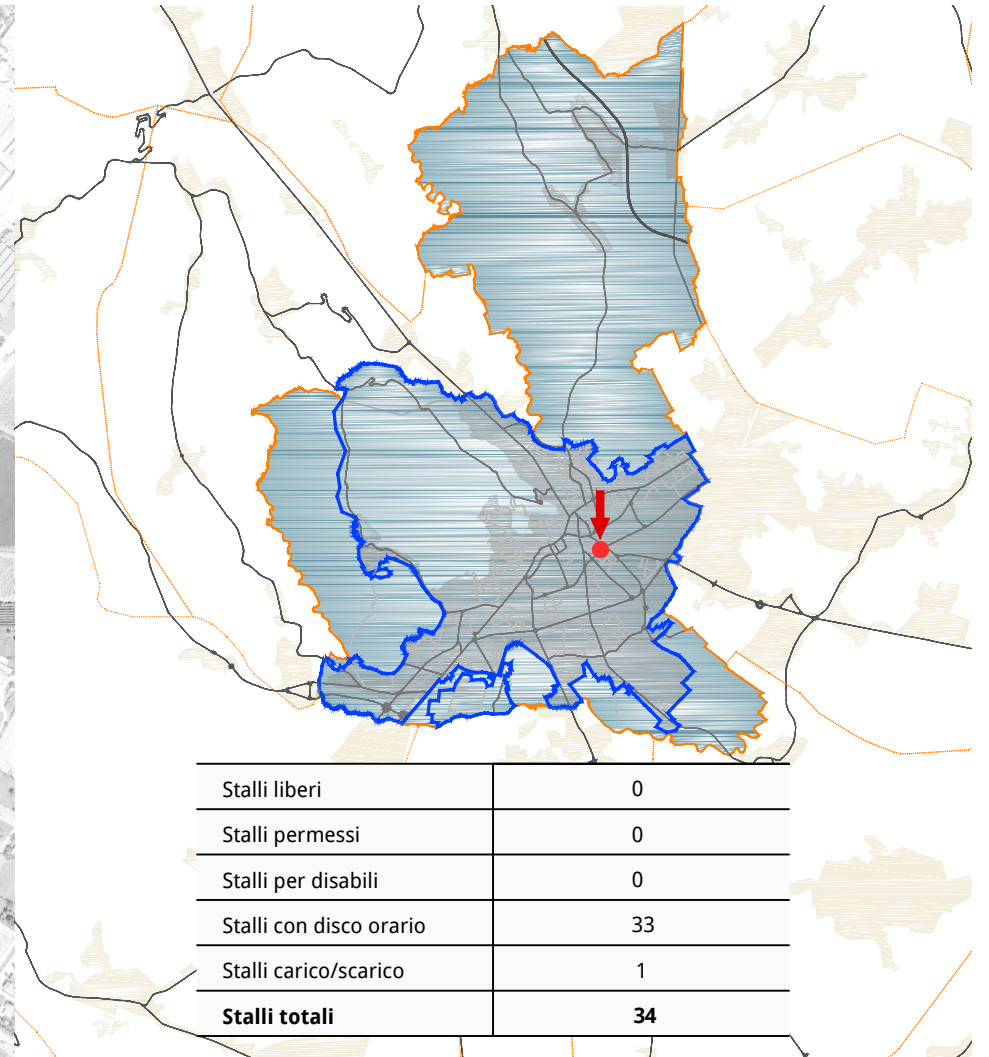 Stalli liberi 0
Stalli permessi 0
Stalli per disabili 0
Stalli con disco orario 33
Stalli carico/scarico 1
Stalli totali 34